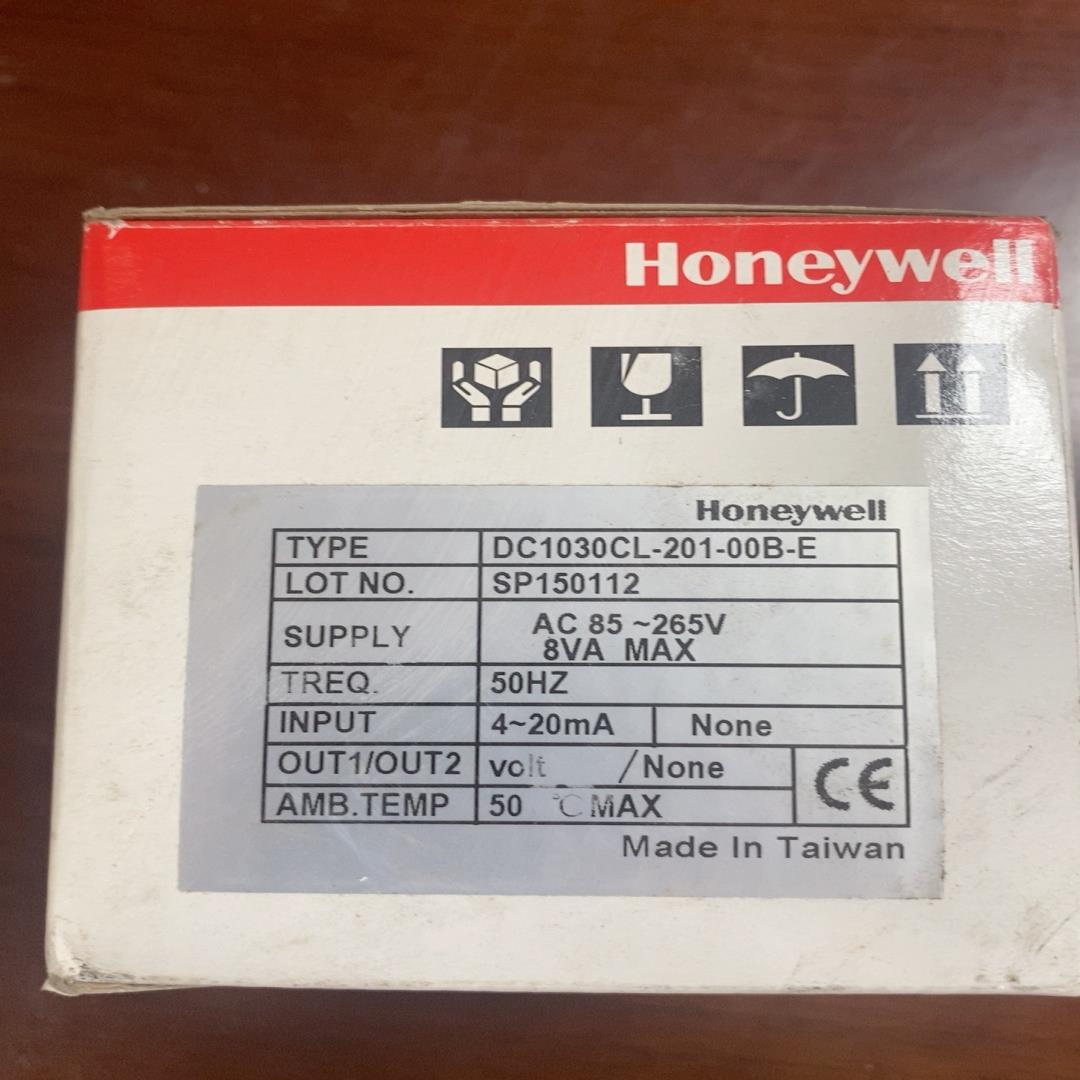 Honeywell
Honeywell
TYPE DC1030CL-201-00B-E
LOT NO. SP150112
SUPPLY AC 85 ~265V
8VA MAX
TREQ. 50HZ
INPUT 4~20mA None
OUT1/OUT2 volt /None
AMB.TEMP 50 °C MAX
CE
Made In Taiwan